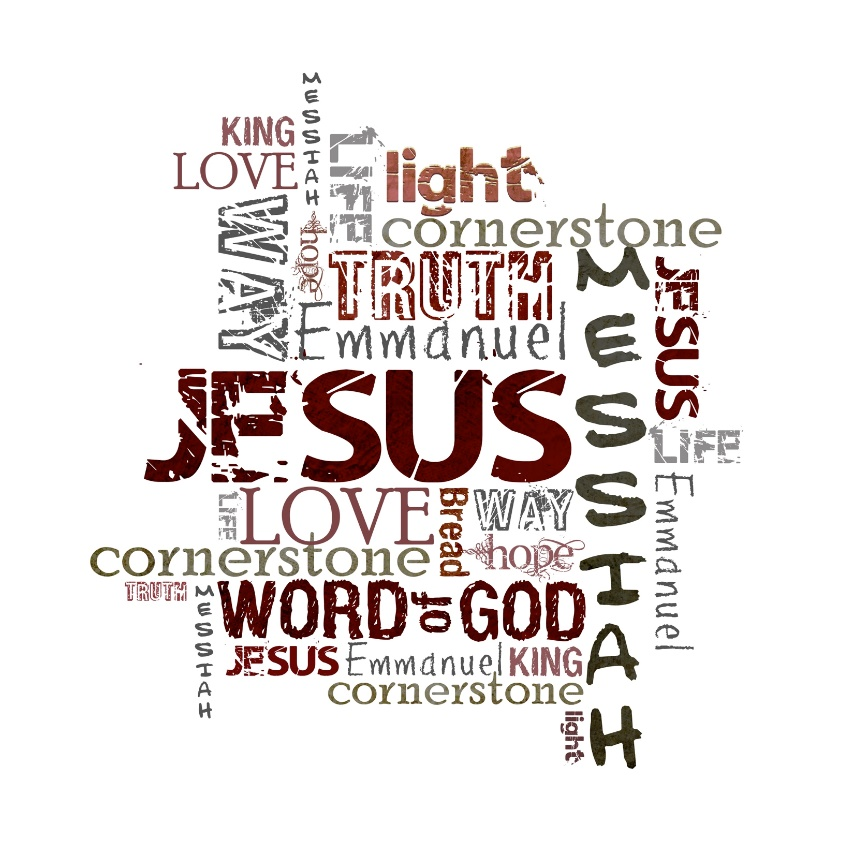 MESSIAH
KING
LOVE
LIFE
light
cornerstone
WAY
hope
TRUTH
Emmanuel
MESSIAH
JESUS
JESUS
LIFE
Emmanuel
LIFE
LOVE
Bread
WAY
hope
cornerstone
TRUTH
MESSIAH
WORD of GOD
JESUS Emmanuel KING
cornerstone
light